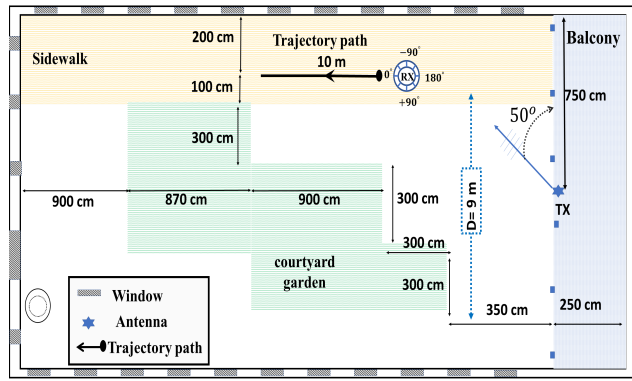 200 cm
Trajectory path
Balcony
Sidewalk
−90°
10 m
0°
RX
180°
100 cm
+90°
750 cm
50⁰
300 cm
900 cm
870 cm
900 cm
300 cm
D= 9 m
TX
300 cm
courtyard
garden
300 cm
350 cm
250 cm
Window
Antenna
Trajectory path